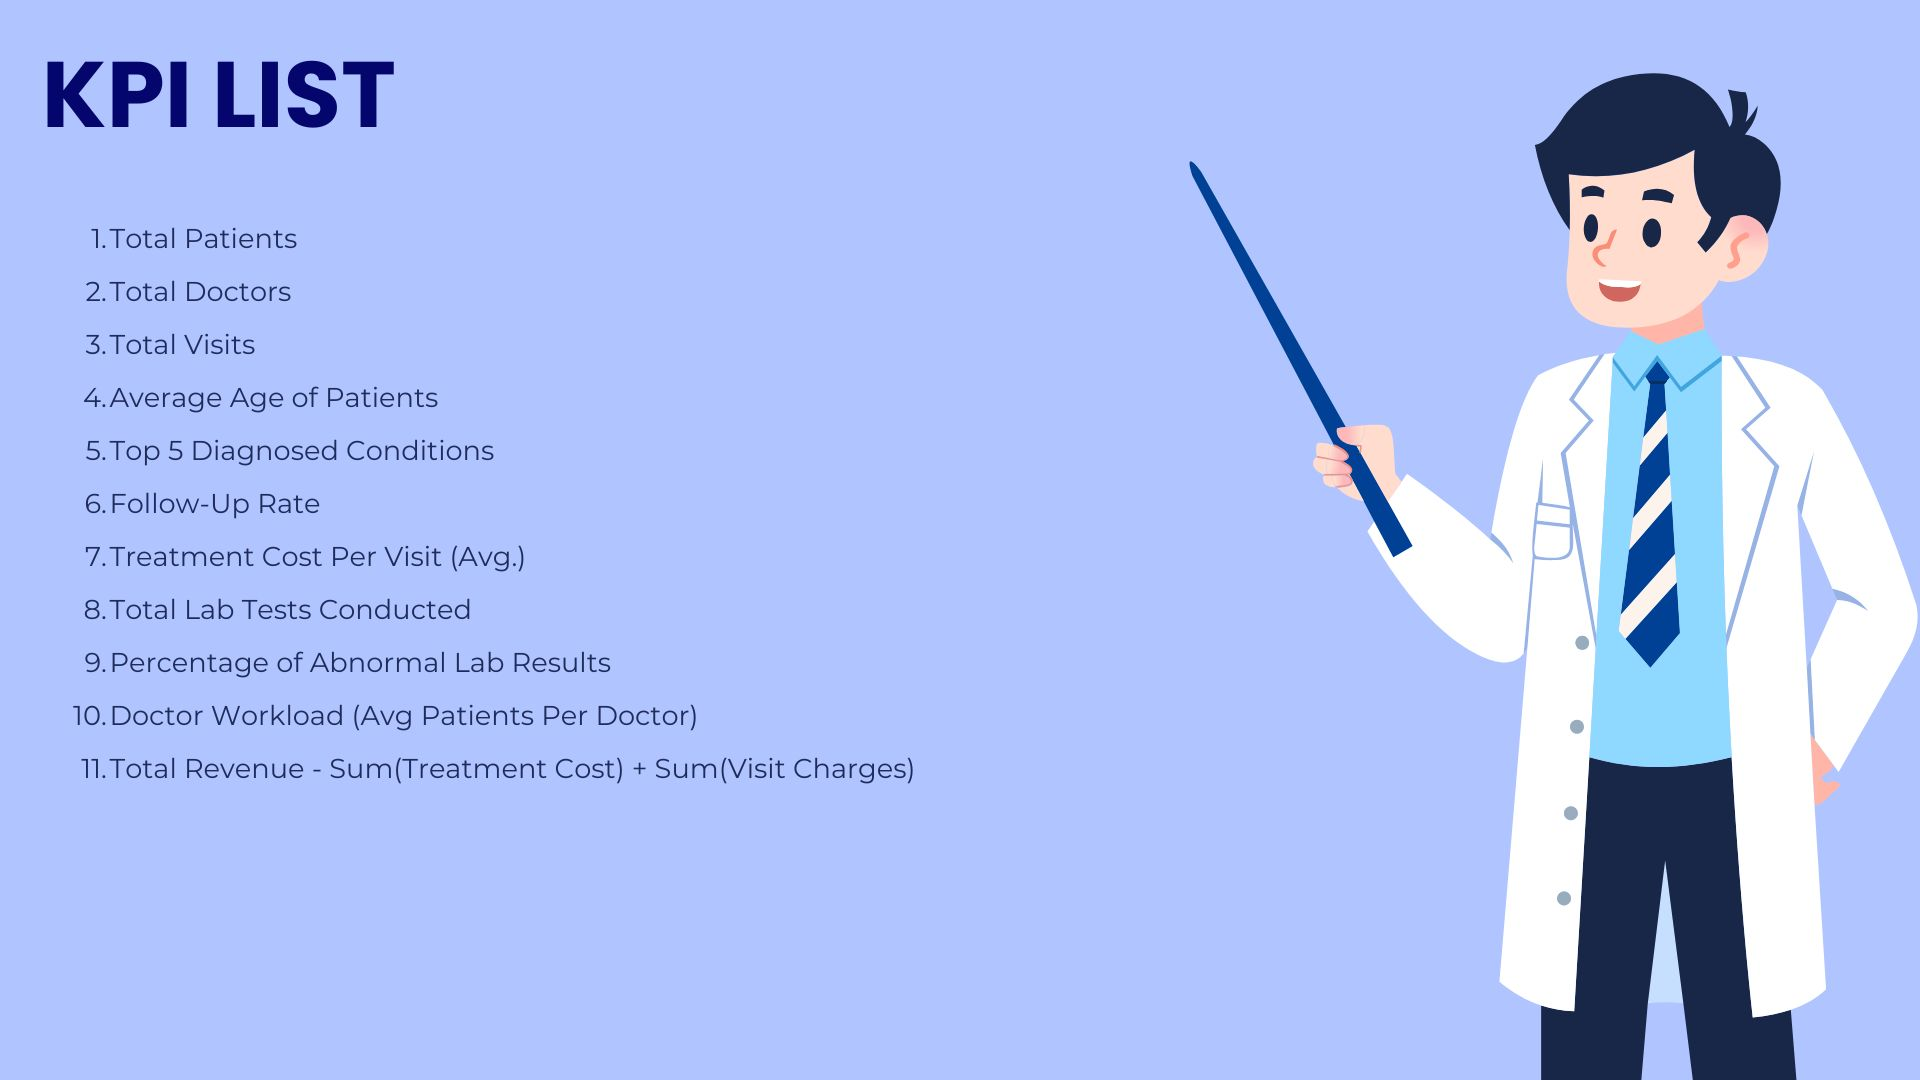 KPI LIST
1. Total Patients
2. Total Doctors
3. Total Visits
4. Average Age of Patients
5. Top 5 Diagnosed Conditions
6. Follow-Up Rate
7. Treatment Cost Per Visit (Avg.)
8. Total Lab Tests Conducted
9. Percentage of Abnormal Lab Results
10. Doctor Workload (Avg Patients Per Doctor)
11. Total Revenue - Sum(Treatment Cost) + Sum(Visit Charges)